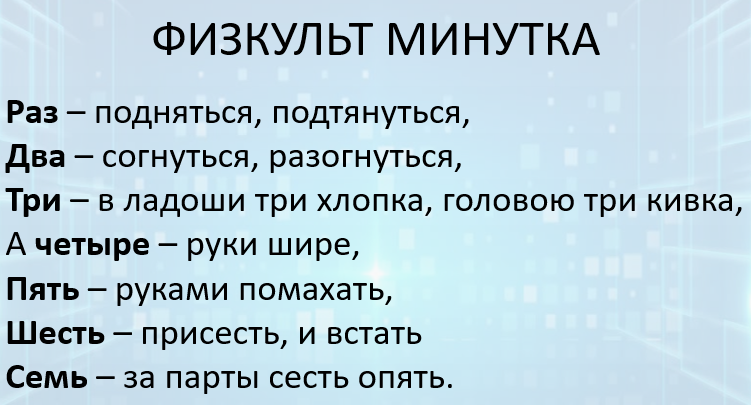 ФИЗКУЛЬТ МИНУТКА
Раз – подняться, подтянуться,
Два – согнуться, разогнуться,
Три – в ладоши три хлопка, головою три кивка,
А четыре – руки шире,
Пять – руками помахать,
Шесть – присесть, и встать
Семь – за парты сесть опять.